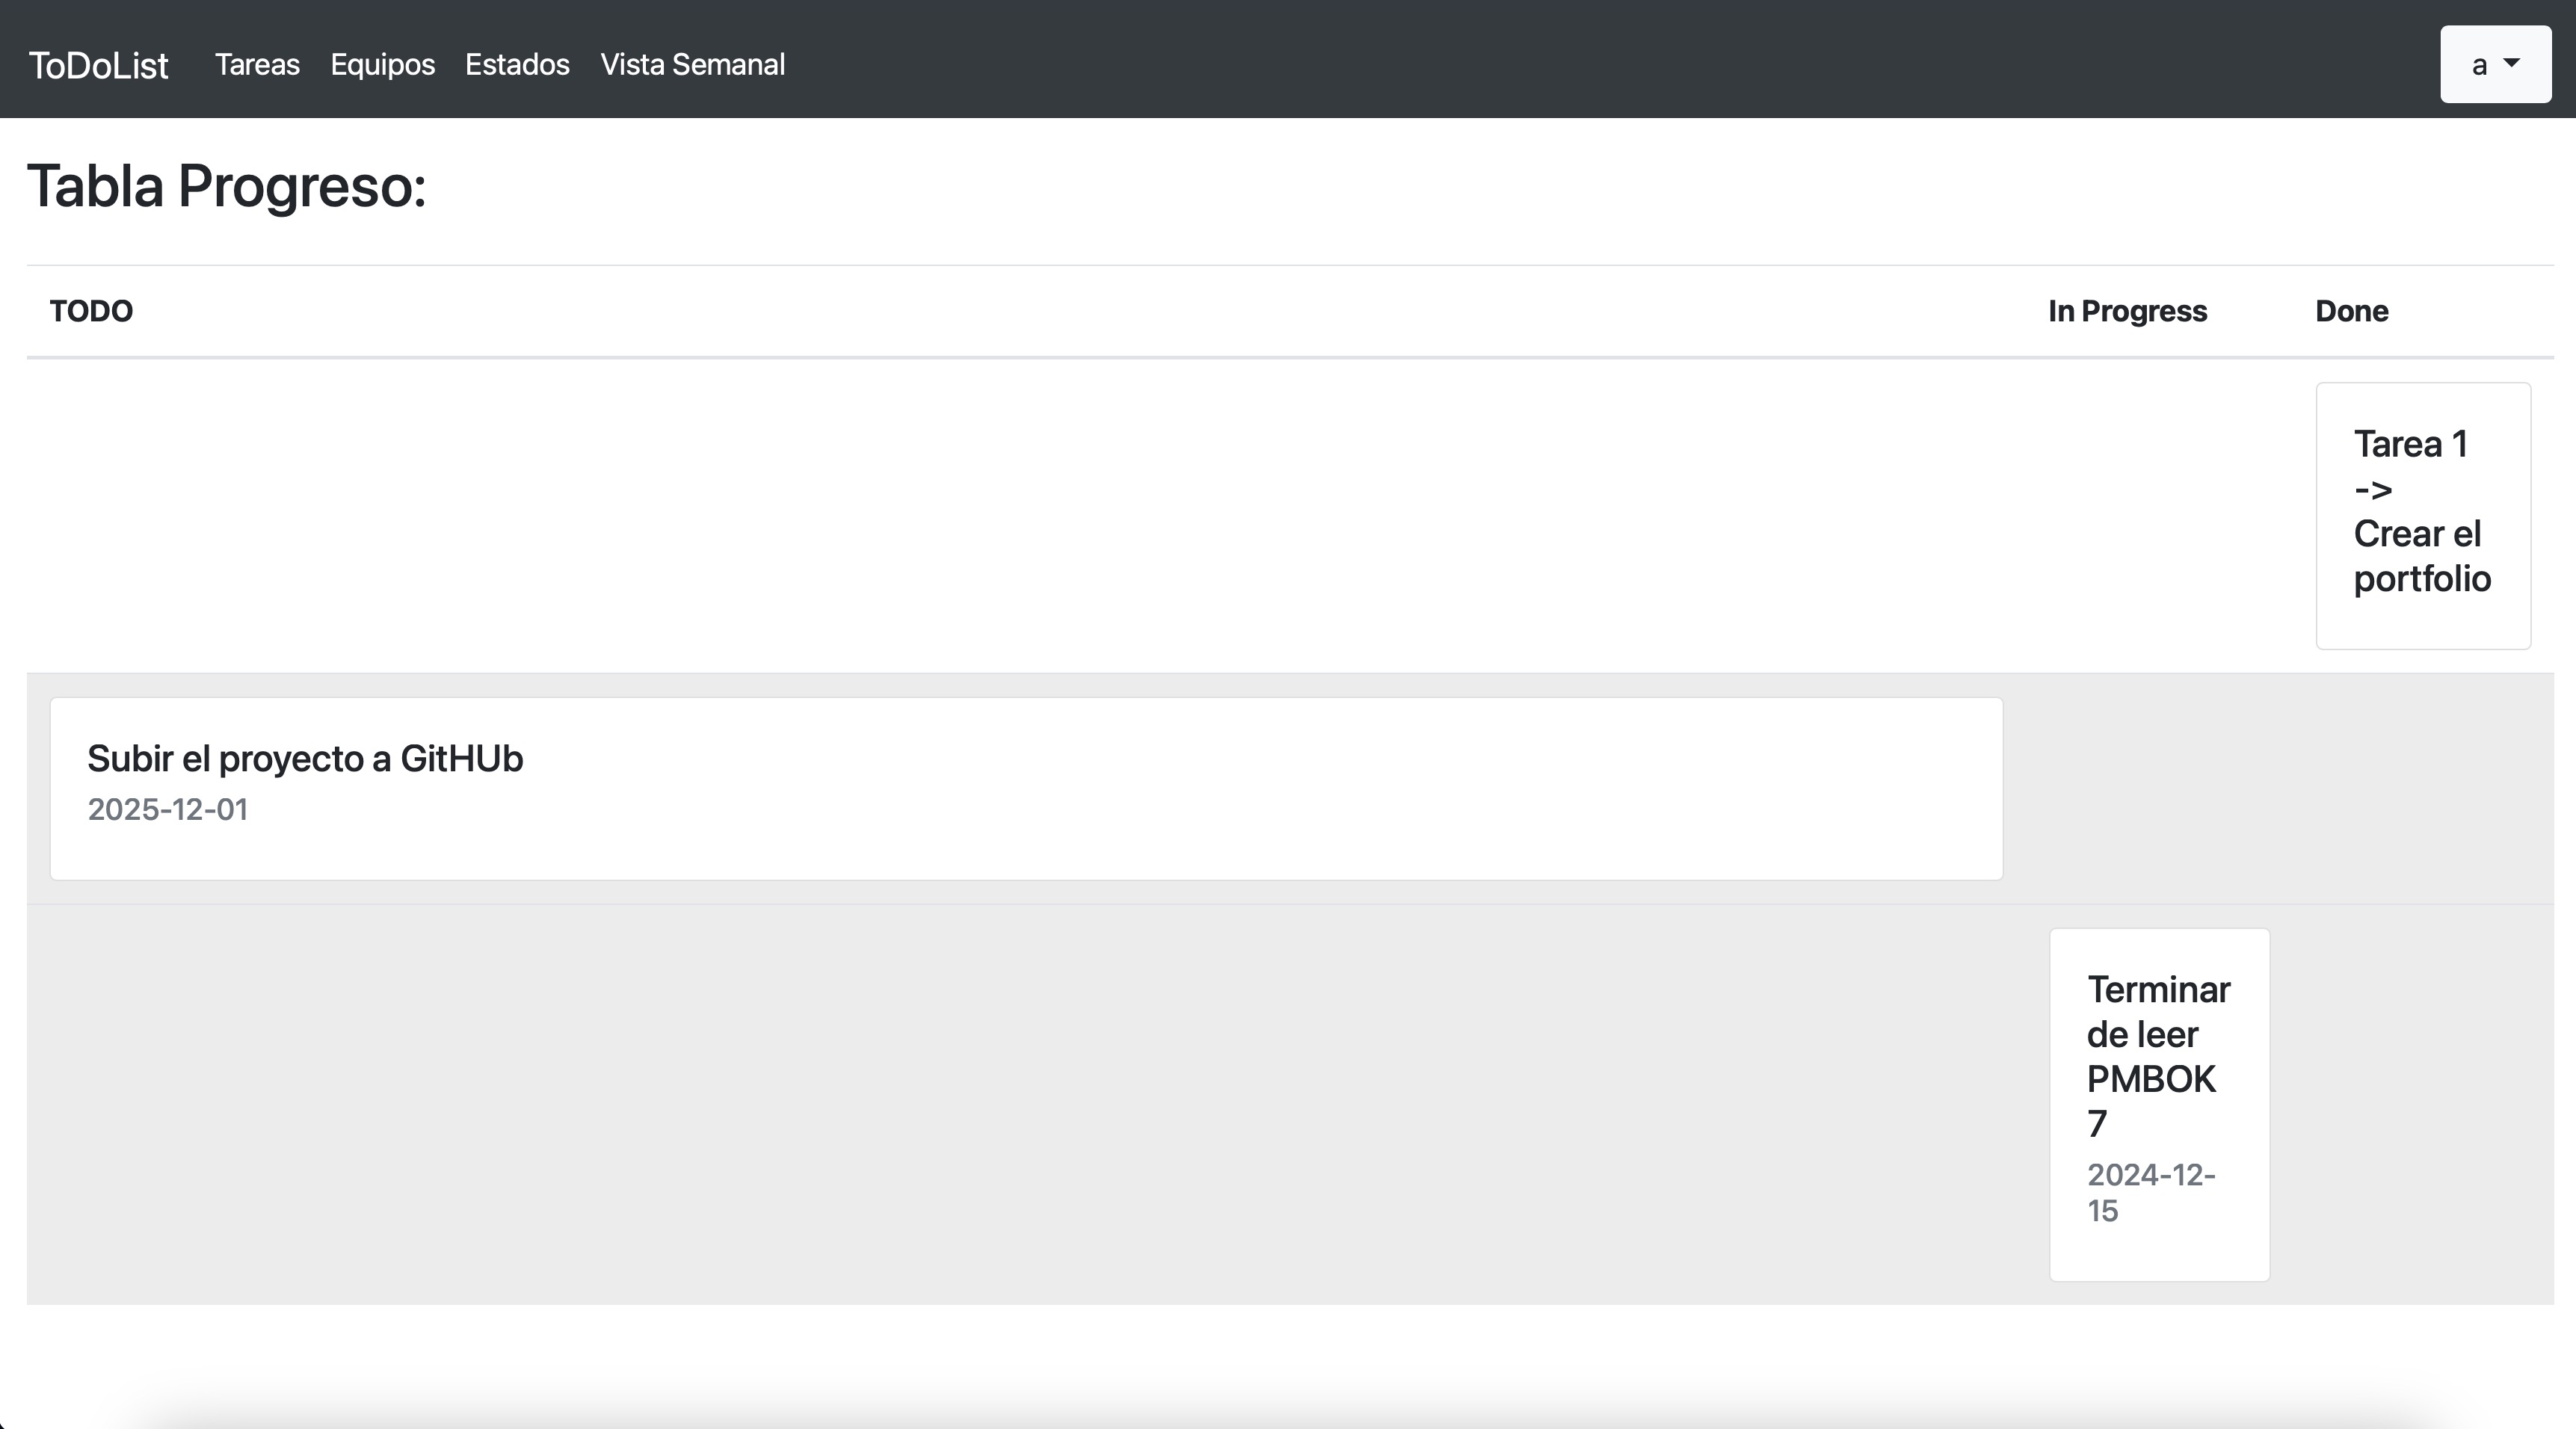 ToDoList Tareas Equipos Estados Vista Semanal a
Tabla Progreso:
TODO In Progress Done
Tarea 1
->
Crear el
portfolio
Subir el proyecto a GitHUb
2025-12-01
Terminar
de leer
PMBOK
7
2024-12-
15